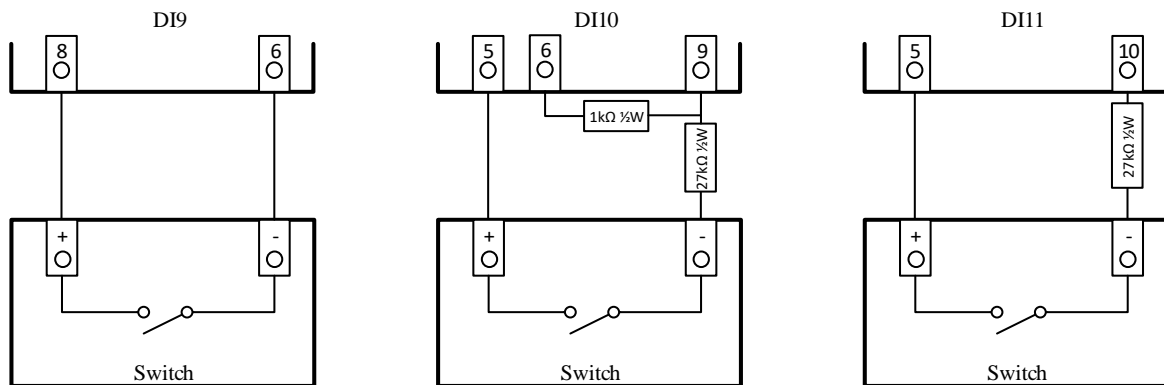 DI9
8
6
+
-
Switch
DI10
5
6
9
1kΩ ½W
27kΩ ½W
+
-
Switch
DI11
5
10
27kΩ ½W
+
-
Switch